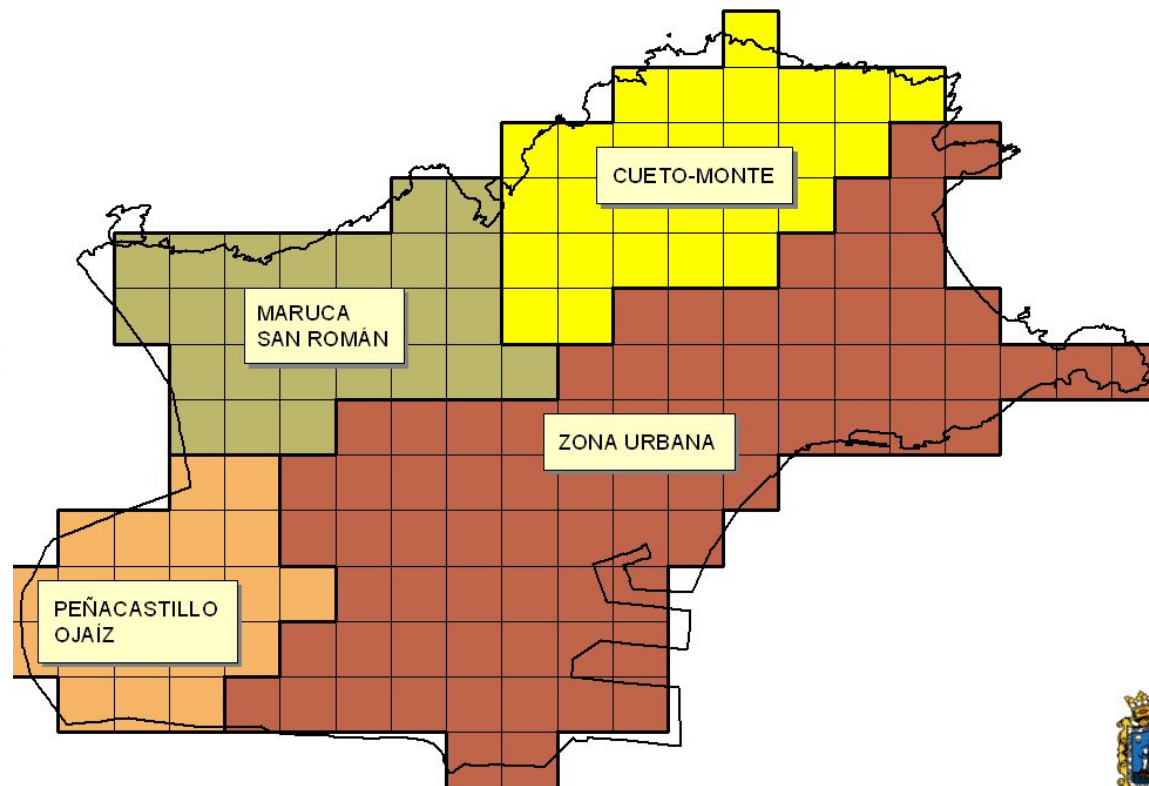 CUETO-MONTE
MARUCA
SAN ROMÁN
ZONA URBANA
PEÑACASTILLO
OJAÍZ